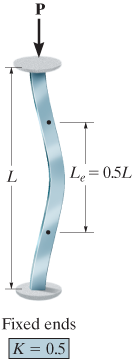 P
L
Lₑ = 0.5L
Fixed ends
K = 0.5